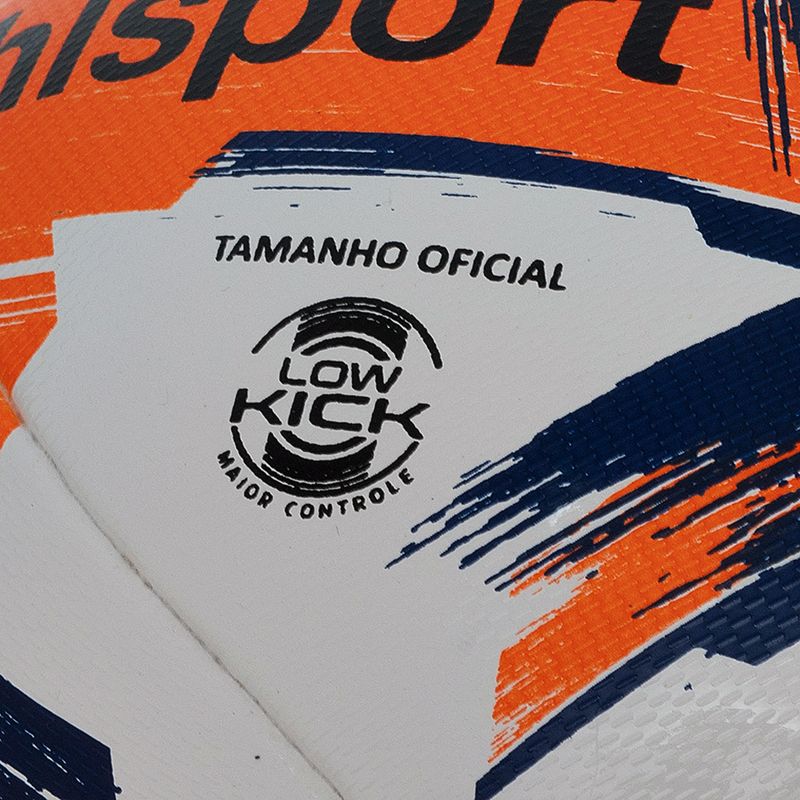 hlsport
TAMANHO OFICIAL
LOW
KICK
MAIOR CONTROLE